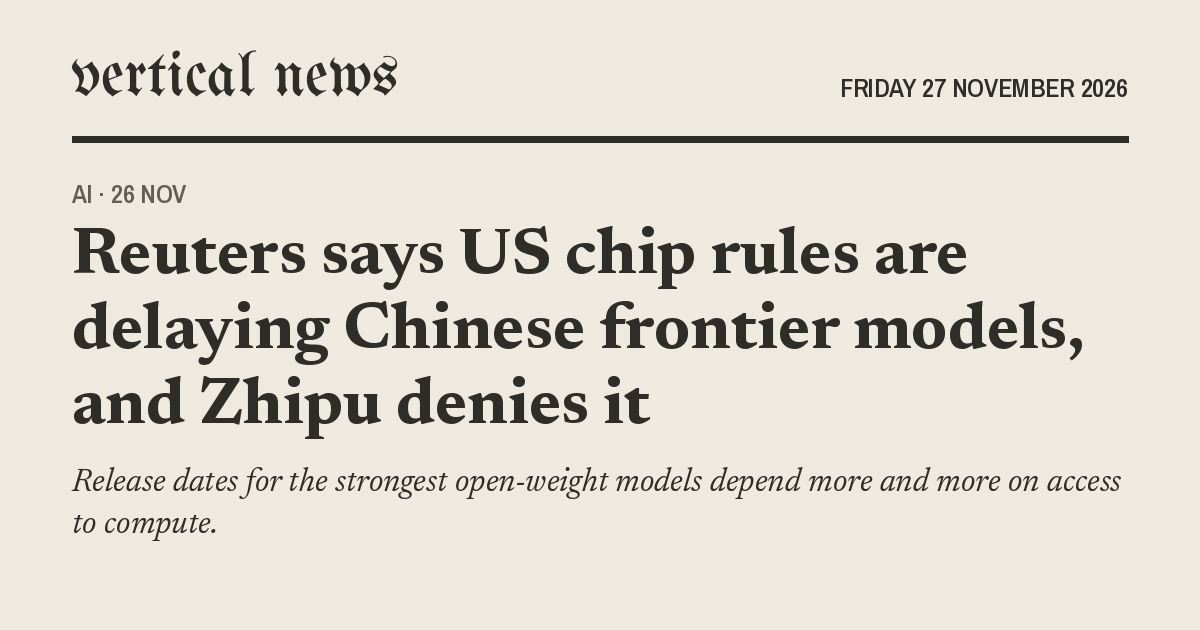 vertical news
FRIDAY 27 NOVEMBER 2026
AI · 26 NOV
Reuters says US chip rules are
delaying Chinese frontier models,
and Zhipu denies it
Release dates for the strongest open-weight models depend more and more on access
to compute.